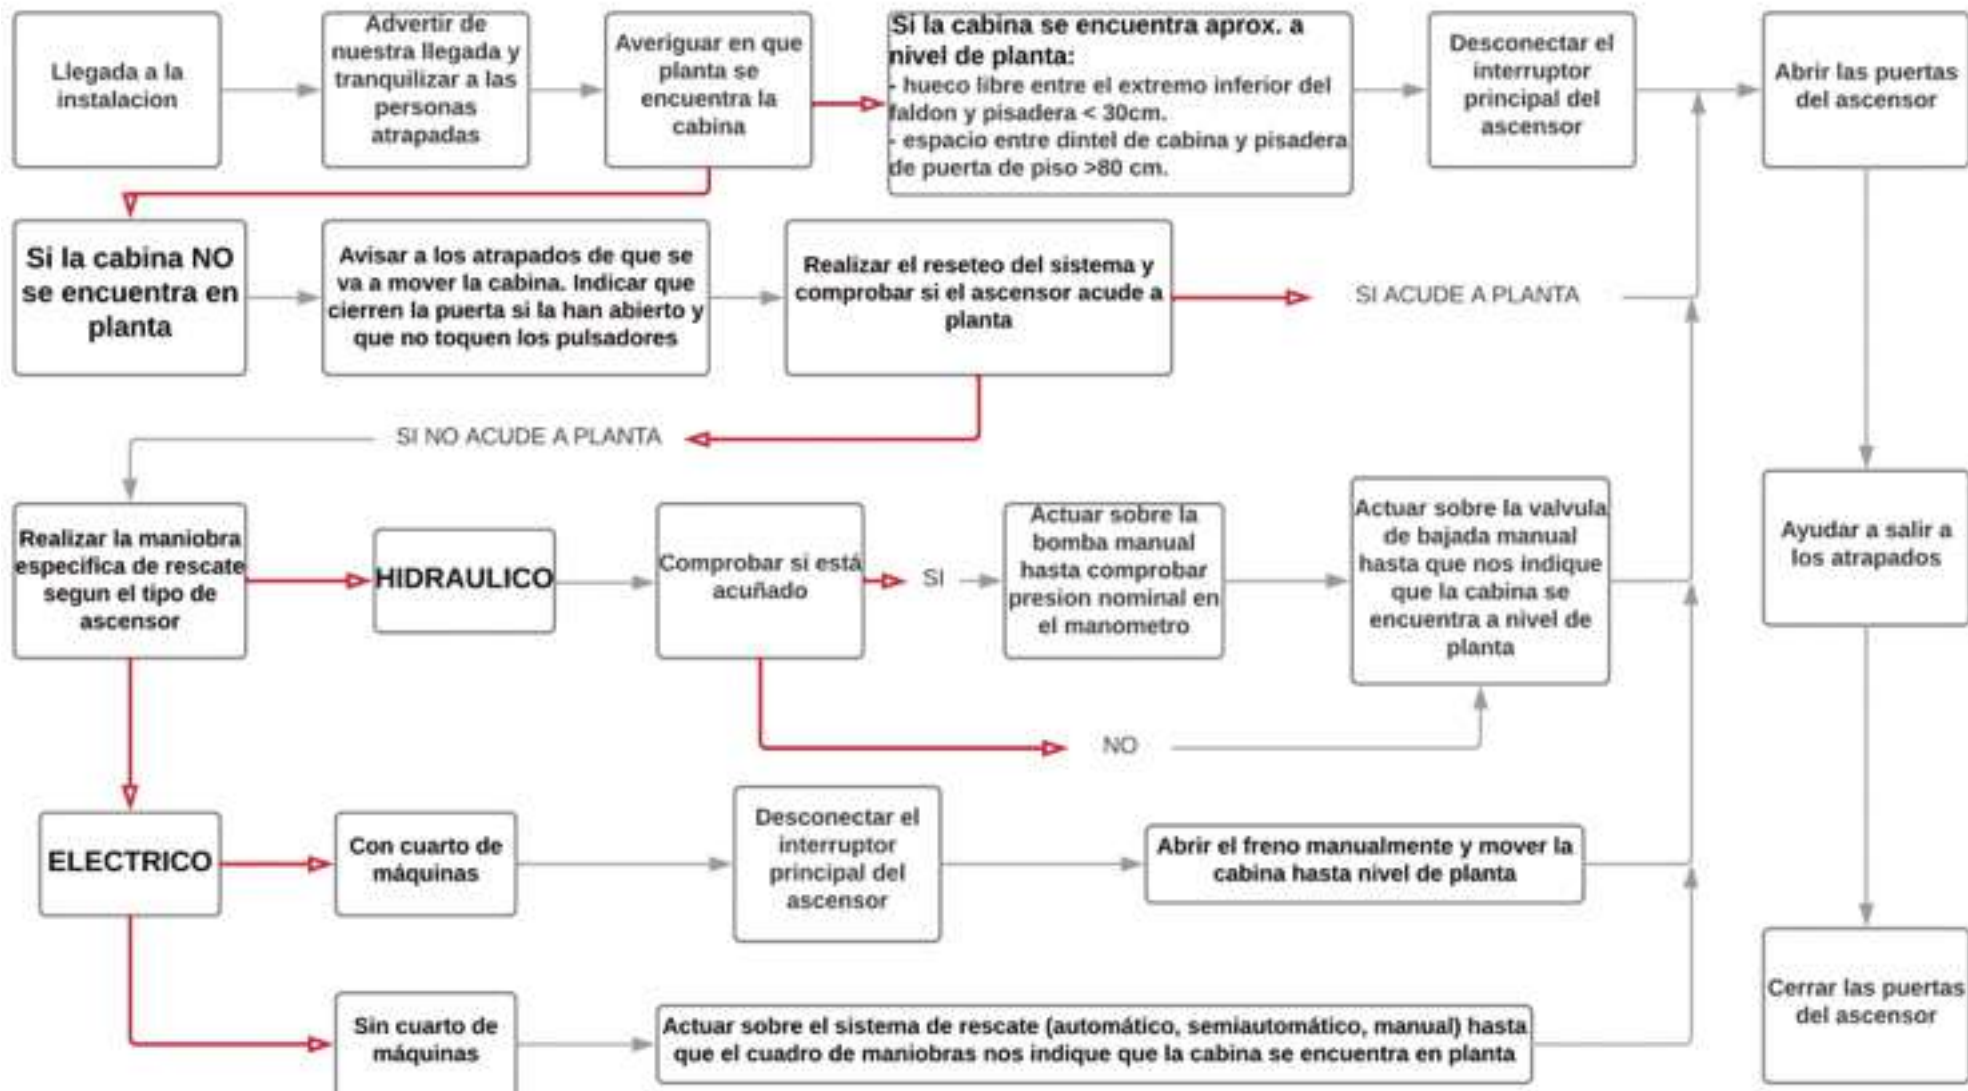 Llegada a la
instalacion
Advertir de
nuestra llegada y
tranquilizar a las
personas
atrapadas
Averiguar en que
planta se
encuentra la
cabina
Si la cabina se encuentra aprox. a
nivel de planta:
- hueco libre entre el extremo inferior del
faldon y pisadera < 30cm.
- espacio entre dintel de cabina y pisadera
de puerta de piso >80 cm.
Desconectar el
interruptor
principal del
ascensor
Abrir las puertas
del ascensor
Si la cabina NO
se encuentra en
planta
Avisar a los atrapados de que se
va a mover la cabina. Indicar que
cierren la puerta si la han abierto y
que no toquen los pulsadores
Realizar el reseteo del sistema y
comprobar si el ascensor acude a
planta
SI ACUDE A PLANTA
SI NO ACUDE A PLANTA
Realizar la maniobra
especifica de rescate
segun el tipo de
ascensor
HIDRAULICO
Comprobar si está
acuñado
SI
Actuar sobre la
bomba manual
hasta comprobar
presion nominal en
el manometro
Actuar sobre la valvula
de bajada manual
hasta que nos indique
que la cabina se
encuentra a nivel de
planta
Ayudar a salir a
los atrapados
NO
ELECTRICO
Con cuarto de
máquinas
Desconectar el
interruptor
principal del
ascensor
Abrir el freno manualmente y mover la
cabina hasta nivel de planta
Sin cuarto de
máquinas
Actuar sobre el sistema de rescate (automático, semiautomático, manual) hasta
que el cuadro de maniobras nos indique que la cabina se encuentra en planta
Cerrar las puertas
del ascensor